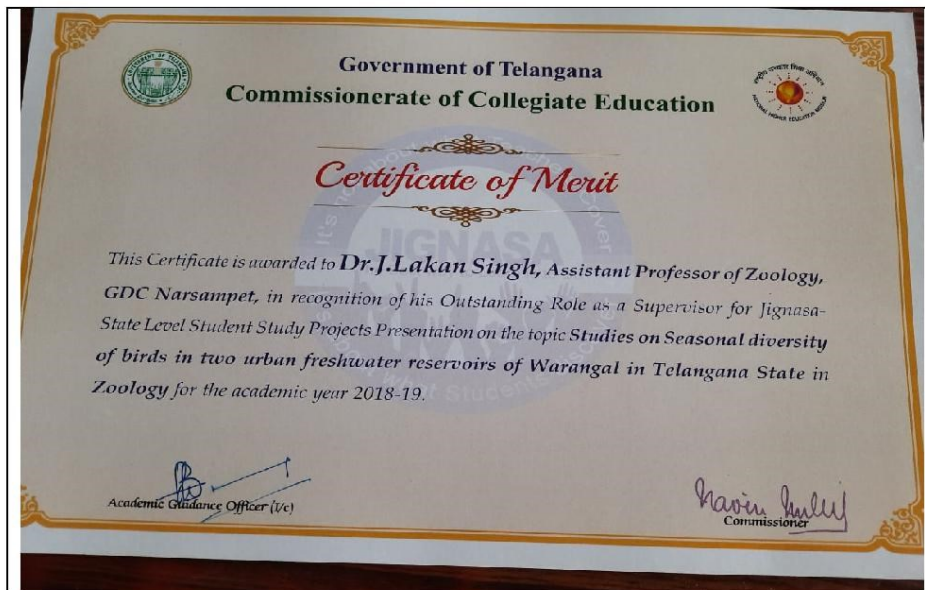 Government of Telangana
Commissionerate of Collegiate Education
Certificate of Merit
JIGNASA
This Certificate is awarded to Dr.J.Lakan Singh, Assistant Professor of Zoology,
GDC Narsampet, in recognition of his Outstanding Role as a Supervisor for Jignasa-
State Level Student Study Projects Presentation on the topic Studies on Seasonal diversity
of birds in two urban freshwater reservoirs of Warangal in Telangana State in
Zoology for the academic year 2018-19.
Academic Guidance Officer (I/c)
Commissioner